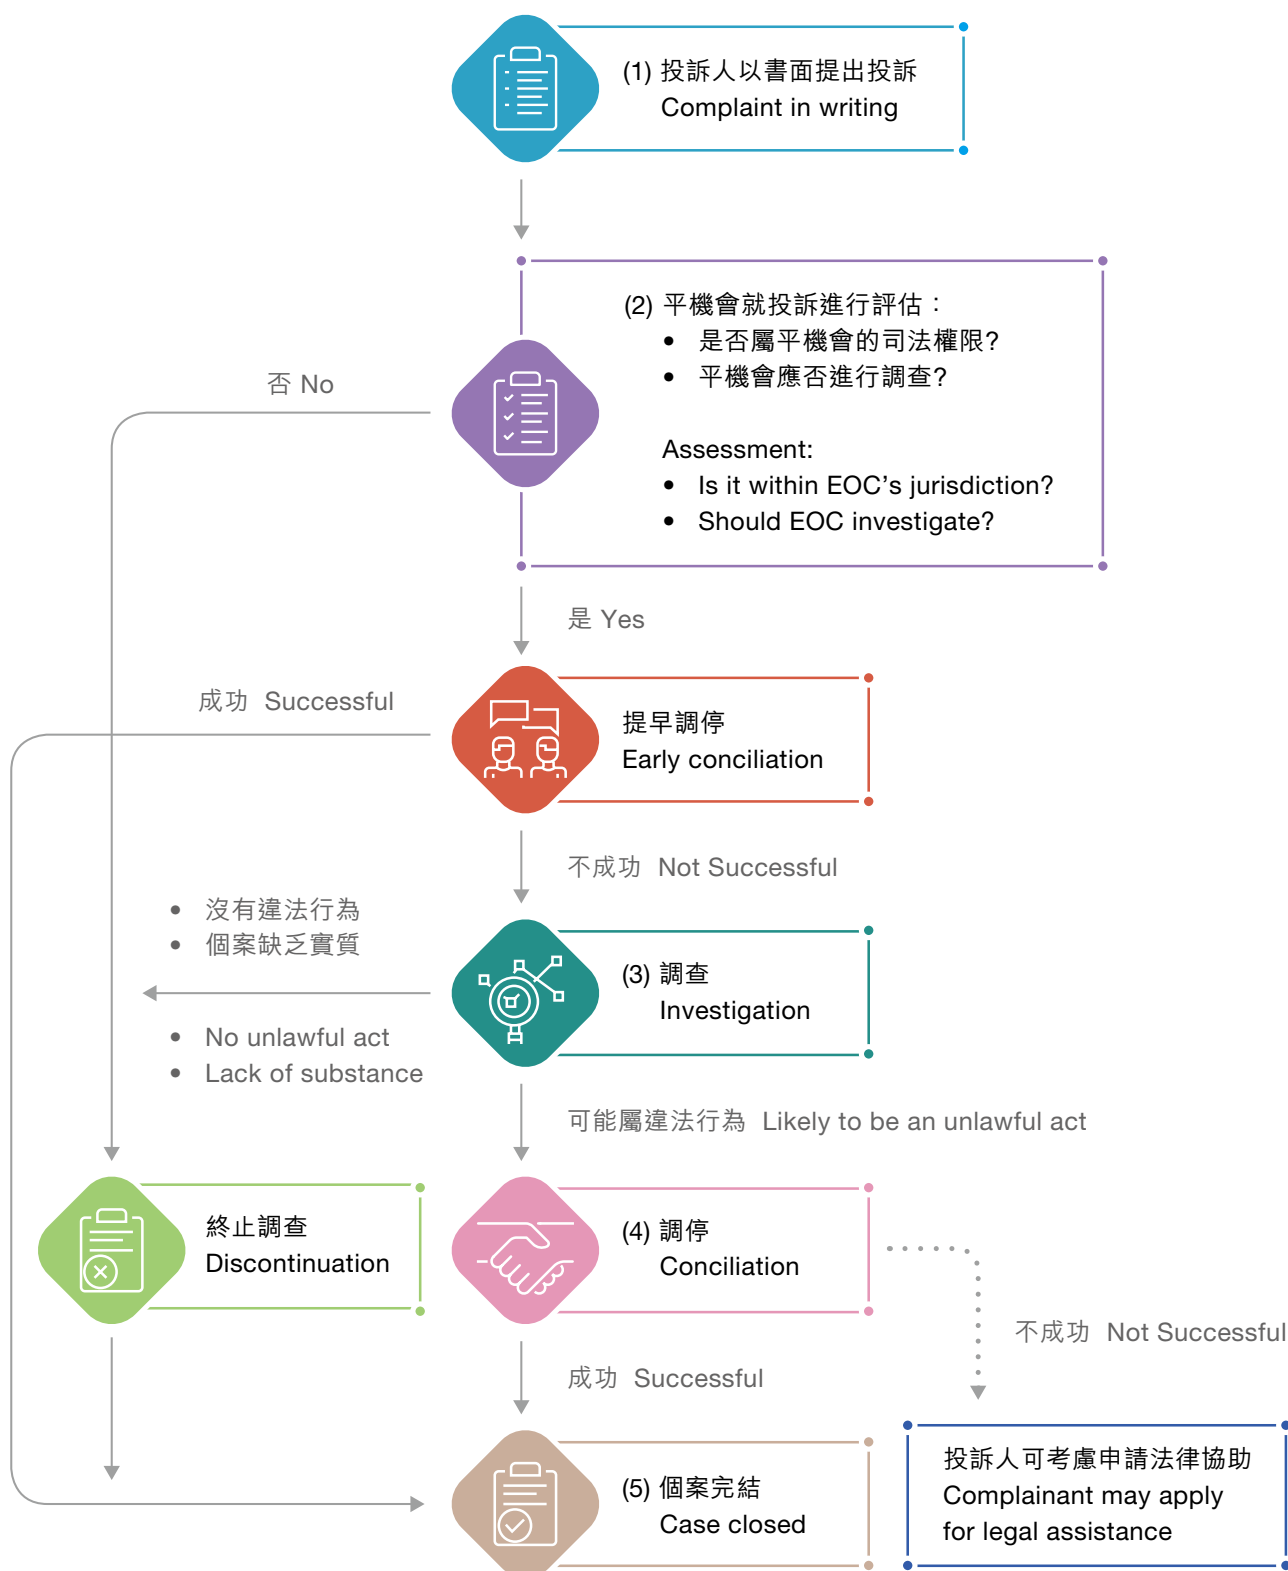 (1) 投訴人以書面提出投訴
Complaint in writing
(2) 平機會就投訴進行評估：
• 是否屬平機會的司法權限?
• 平機會應否進行調查?
Assessment:
• Is it within EOC’s jurisdiction?
• Should EOC investigate?
否 No
是 Yes
成功 Successful
提早調停
Early conciliation
不成功 Not Successful
• 沒有違法行為
• 個案缺乏實質
• No unlawful act
• Lack of substance
(3) 調查
Investigation
可能屬違法行為 Likely to be an unlawful act
終止調查
Discontinuation
(4) 調停
Conciliation
不成功 Not Successful
成功 Successful
(5) 個案完結
Case closed
投訴人可考慮申請法律協助
Complainant may apply
for legal assistance